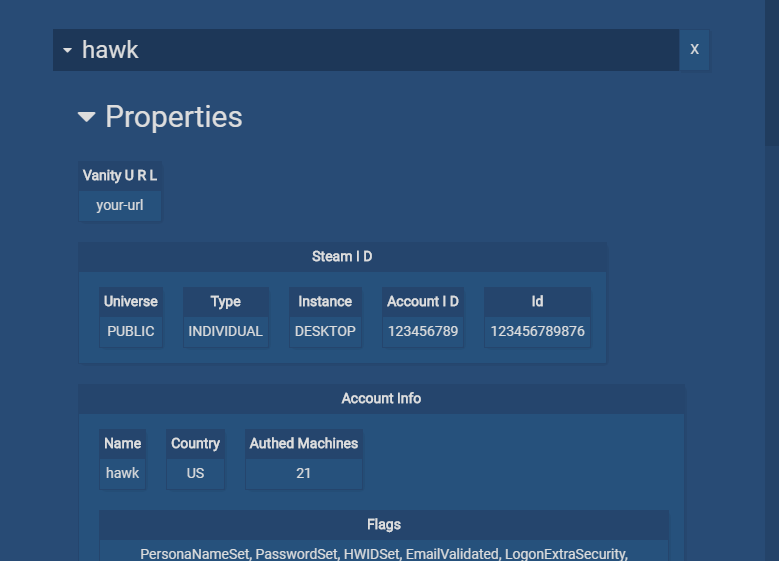 hawk X
Properties
Vanity U R L
your-url
Steam I D
Universe Type Instance Account I D Id
PUBLIC INDIVIDUAL DESKTOP 123456789 123456789876
Account Info
Name Country Authed Machines
hawk US 21
Flags
PersonaNameSet, PasswordSet, HWIDSet, EmailValidated, LogonExtraSecurity,